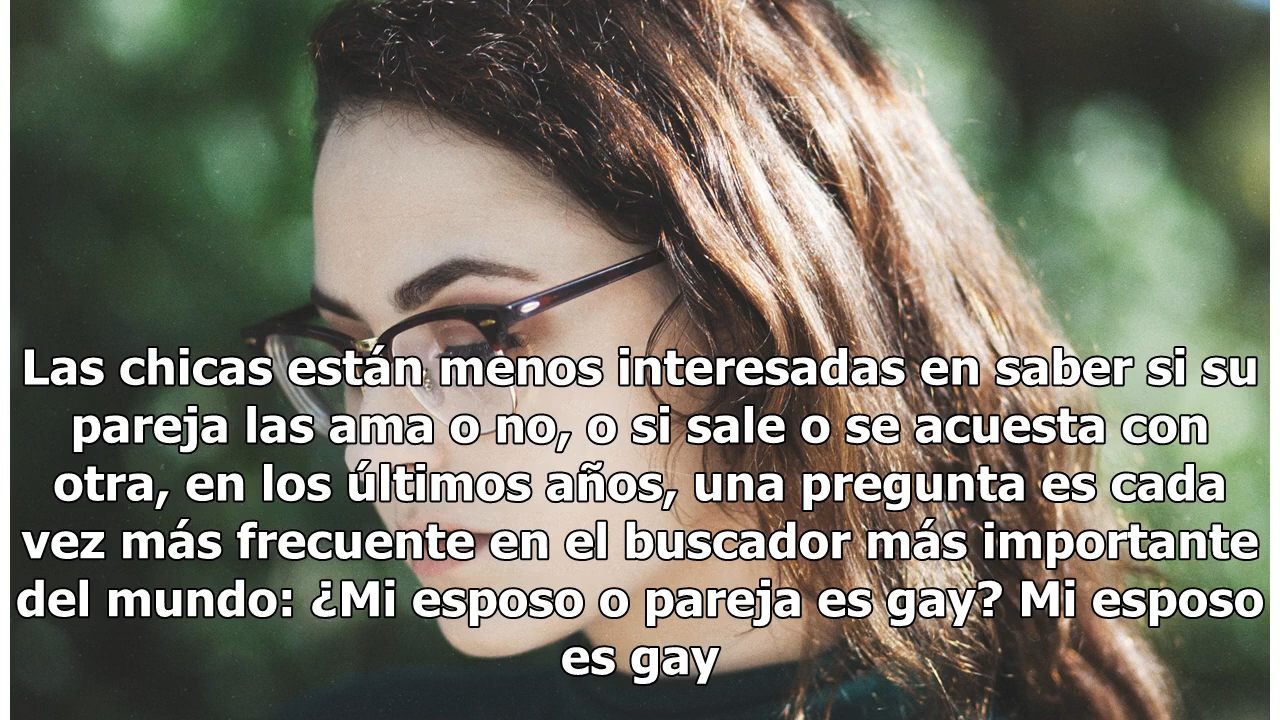 Las chicas están menos interesadas en saber si su
pareja las ama o no, o si sale o se acuesta con
otra, en los últimos años, una pregunta es cada
vez más frecuente en el buscador más importante
del mundo: ¿Mi esposo o pareja es gay? Mi esposo
es gay